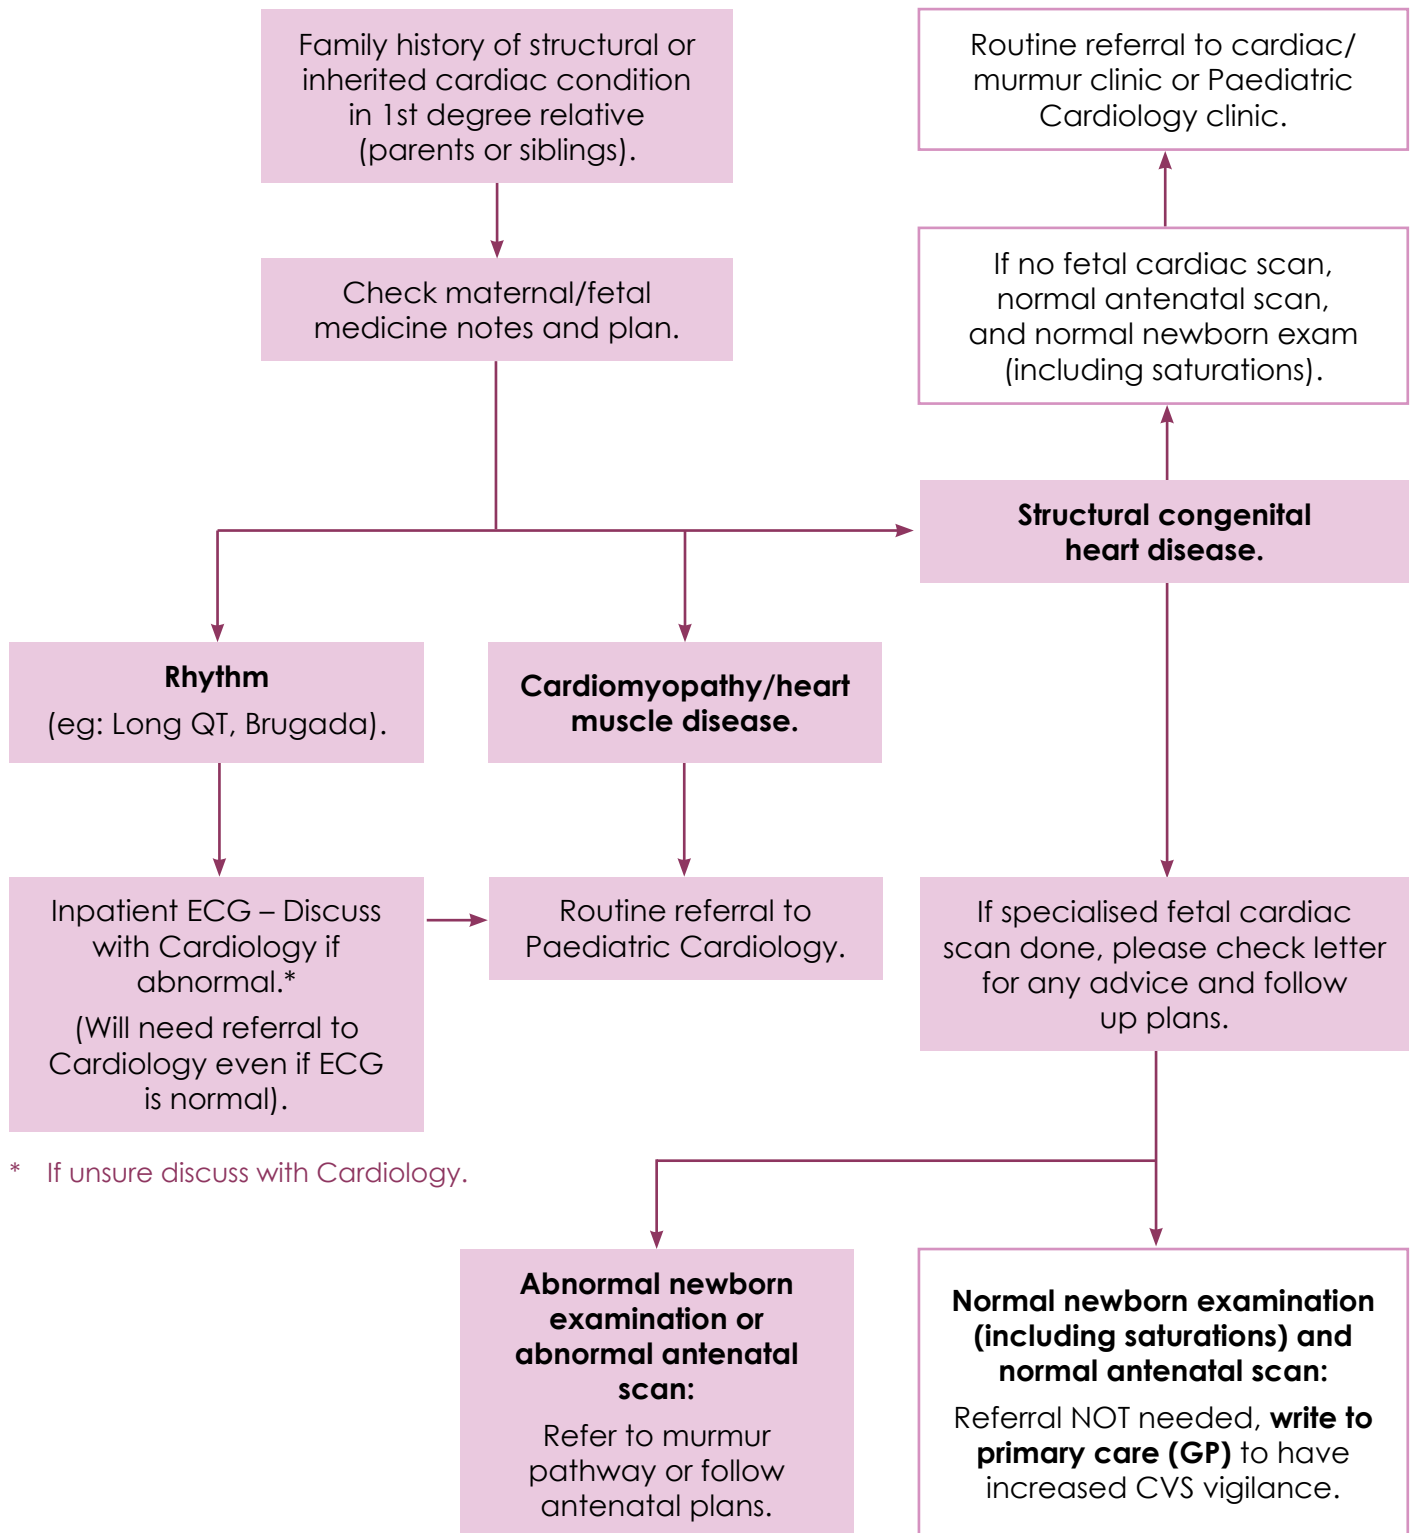 Family history of structural or
inherited cardiac condition
in 1st degree relative
(parents or siblings).
Routine referral to cardiac/
murmur clinic or Paediatric
Cardiology clinic.
Check maternal/fetal
medicine notes and plan.
If no fetal cardiac scan,
normal antenatal scan,
and normal newborn exam
(including saturations).
Structural congenital
heart disease.
Rhythm
(eg: Long QT, Brugada).
Cardiomyopathy/heart
muscle disease.
Inpatient ECG – Discuss
with Cardiology if
abnormal.*
(Will need referral to
Cardiology even if ECG
is normal).
Routine referral to
Paediatric Cardiology.
If specialised fetal cardiac
scan done, please check letter
for any advice and follow
up plans.
* If unsure discuss with Cardiology.
Abnormal newborn
examination or
abnormal antenatal
scan:
Refer to murmur
pathway or follow
antenatal plans.
Normal newborn examination
(including saturations) and
normal antenatal scan:
Referral NOT needed, write to
primary care (GP) to have
increased CVS vigilance.